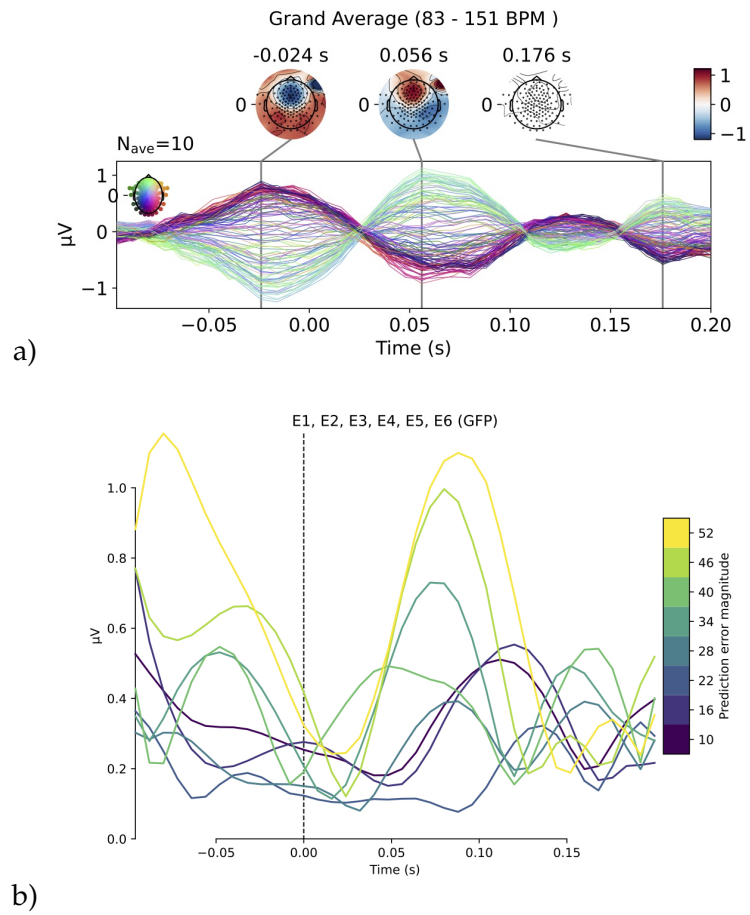 Grand Average (83 - 151 BPM )
-0.024 s 0.056 s 0.176 s
0 0 0
1
0
−1
Nave=10
1
0
0
−1
µV
−0.05 0.00 0.05 0.10 0.15 0.20
Time (s)
a)
E1, E2, E3, E4, E5, E6 (GFP)
1.0
0.8
0.6
0.4
0.2
0.0
µV
−0.05 0.00 0.05 0.10 0.15
Time (s)
52
46
40
34
28
22
16
10
Prediction error magnitude
b)